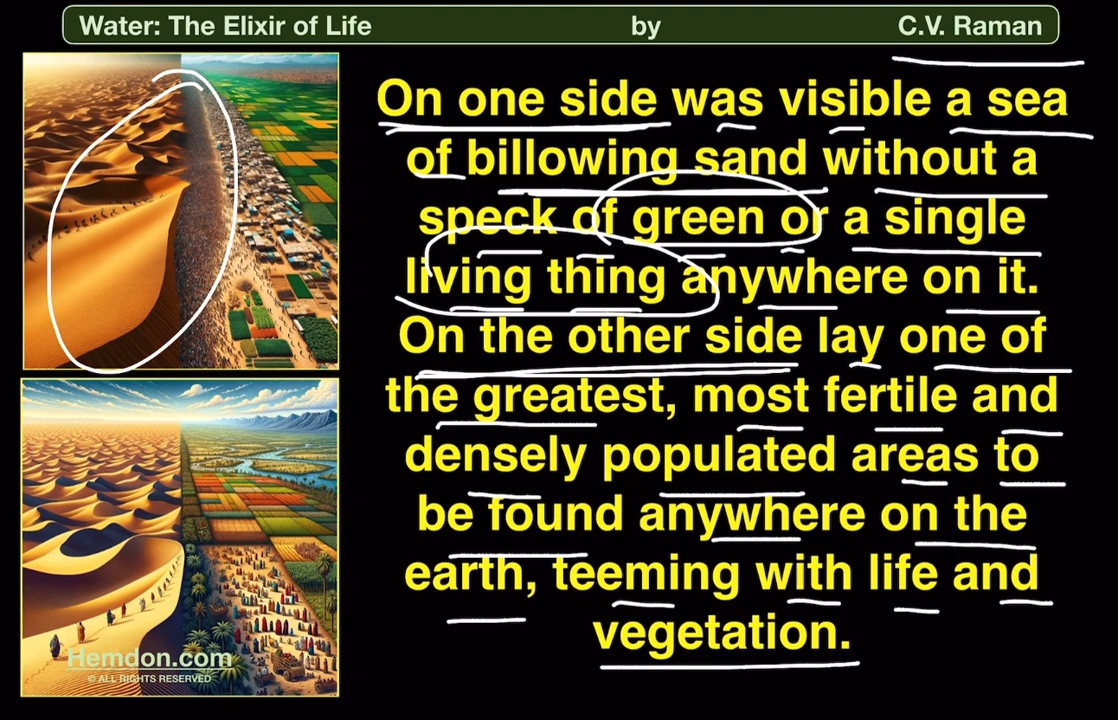 Water: The Elixir of Life by C.V. Raman
On one side was visible a sea
of billowing sand without a
speck of green or a single
living thing anywhere on it.
On the other side lay one of
the greatest, most fertile and
densely populated areas to
be found anywhere on the
earth, teeming with life and
vegetation.
Hemdon.com
© ALL RIGHTS RESERVED